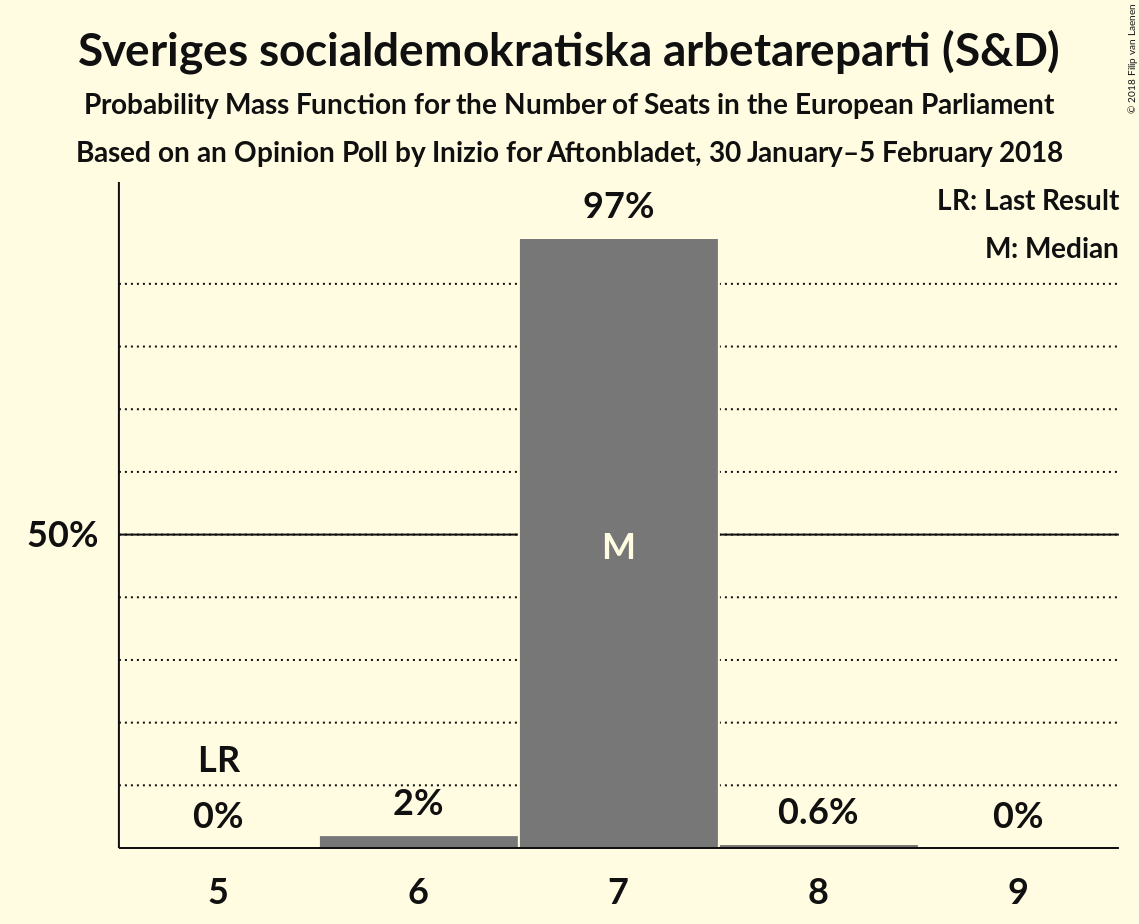 Sveriges socialdemokratiska arbetareparti (S&D)
Probability Mass Function for the Number of Seats in the European Parliament
Based on an Opinion Poll by Inizio for Aftonbladet, 30 January–5 February 2018
© 2018 Filip van Laenen
LR: Last Result
M: Median
97%
50%
M
LR
0%
2%
0.6%
0%
5
6
7
8
9